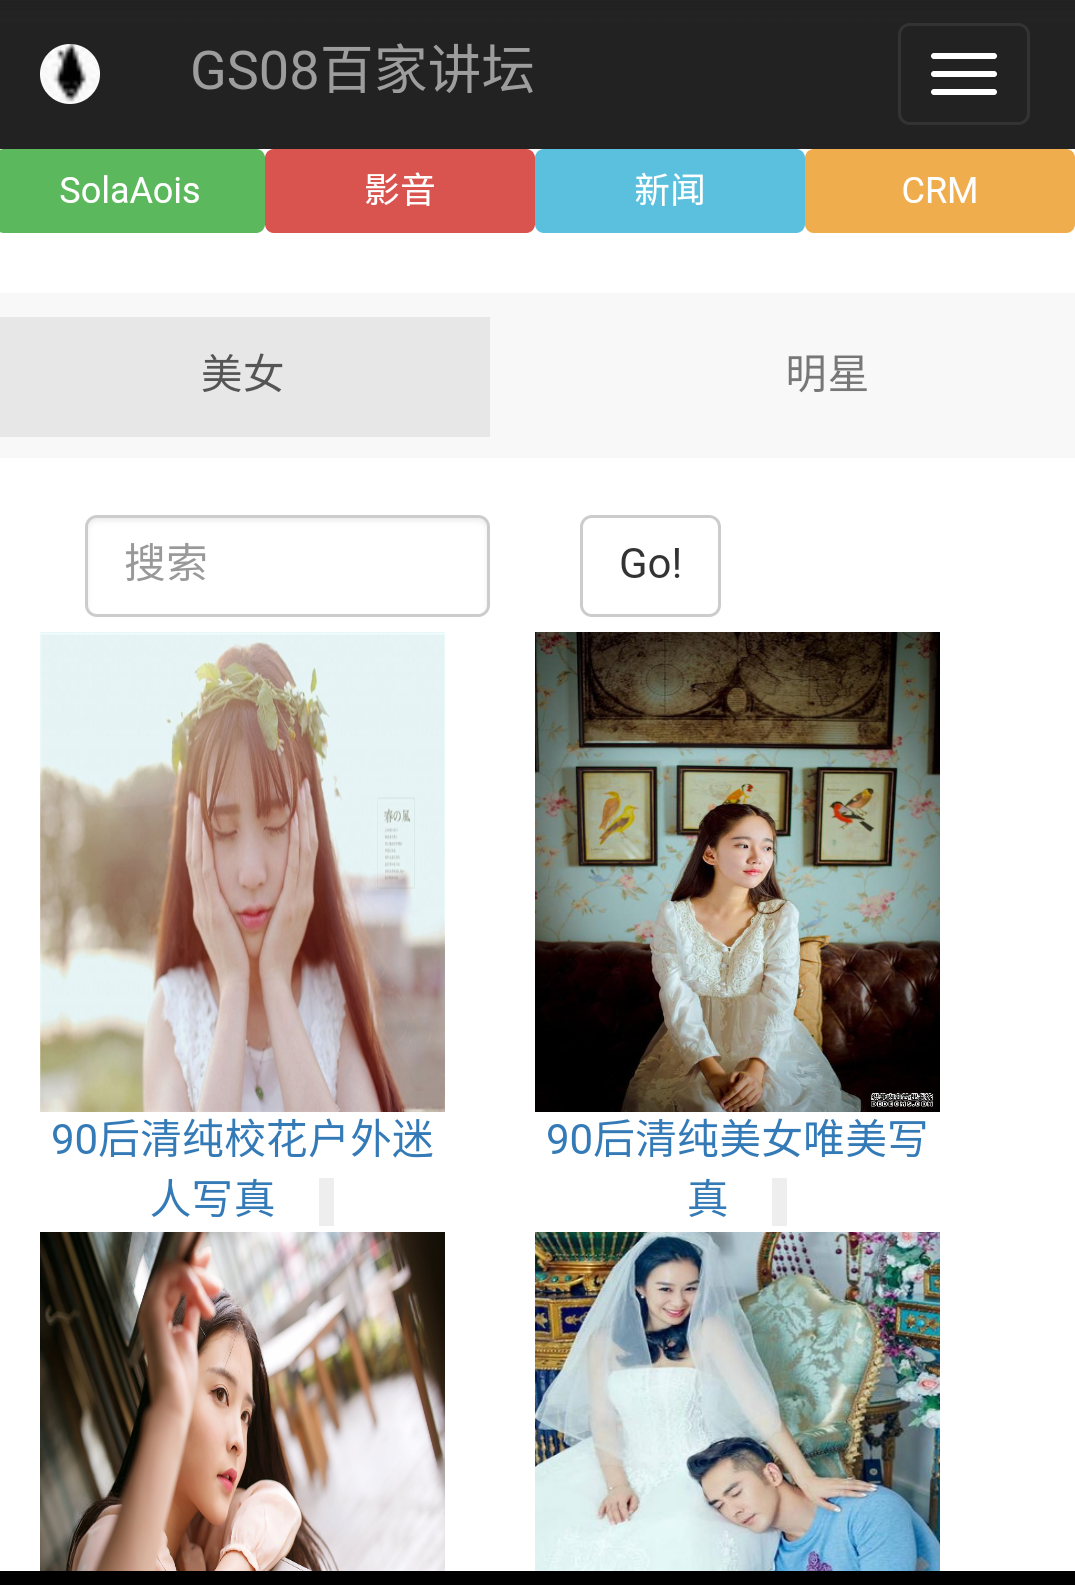 GS08百家讲坛
SolaAois
影音
新闻
CRM
美女
明星
搜索
Go!
春の風
90后清纯校花户外迷
人写真
90后清纯美女唯美写
真